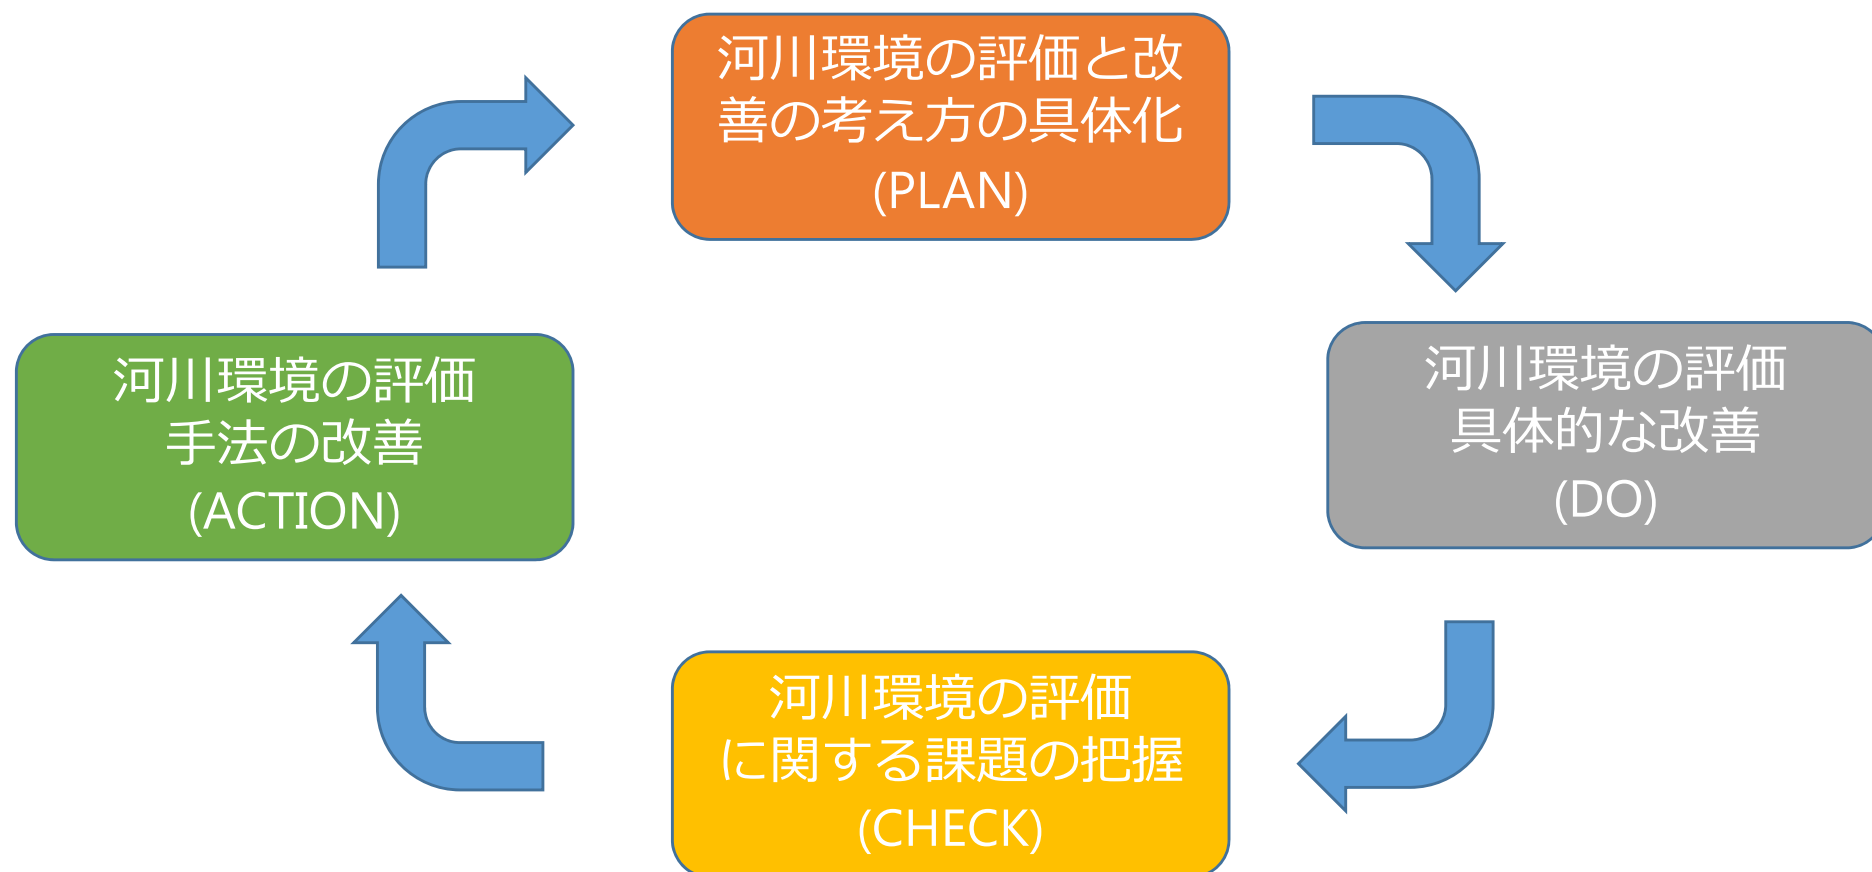 河川環境の評価と改
善の考え方の具体化
(PLAN)
河川環境の評価
具体的な改善
(DO)
河川環境の評価
に関する課題の把握
(CHECK)
河川環境の評価
手法の改善
(ACTION)